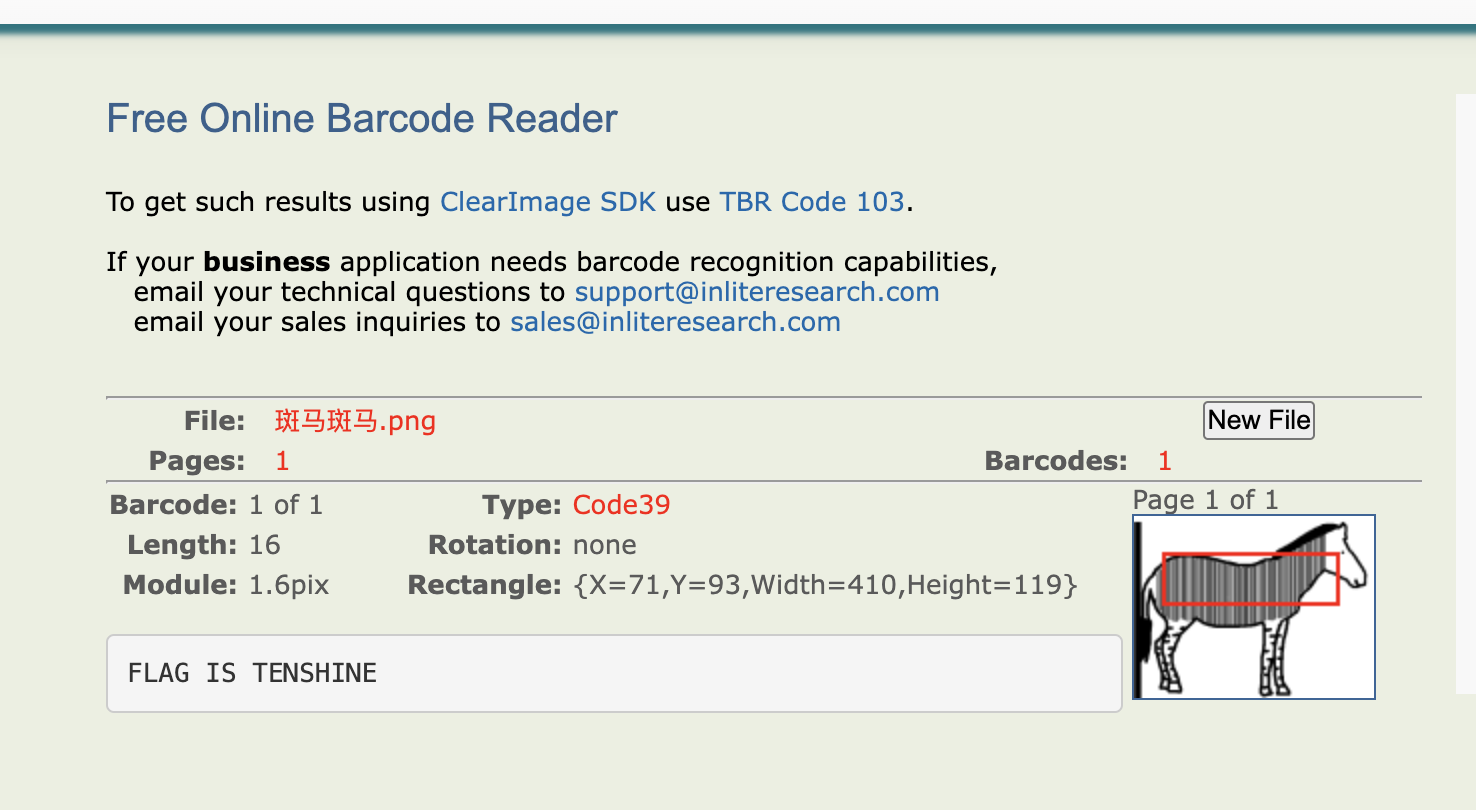 Free Online Barcode Reader
To get such results using ClearImage SDK use TBR Code 103.
If your business application needs barcode recognition capabilities,
email your technical questions to support@inliteresearch.com
email your sales inquiries to sales@inliteresearch.com
File: 斑马斑马.png New File
Pages: 1 Barcodes: 1
Barcode: 1 of 1 Type: Code39 Page 1 of 1
Length: 16 Rotation: none
Module: 1.6pix Rectangle: {X=71,Y=93,Width=410,Height=119}
FLAG IS TENSHINE